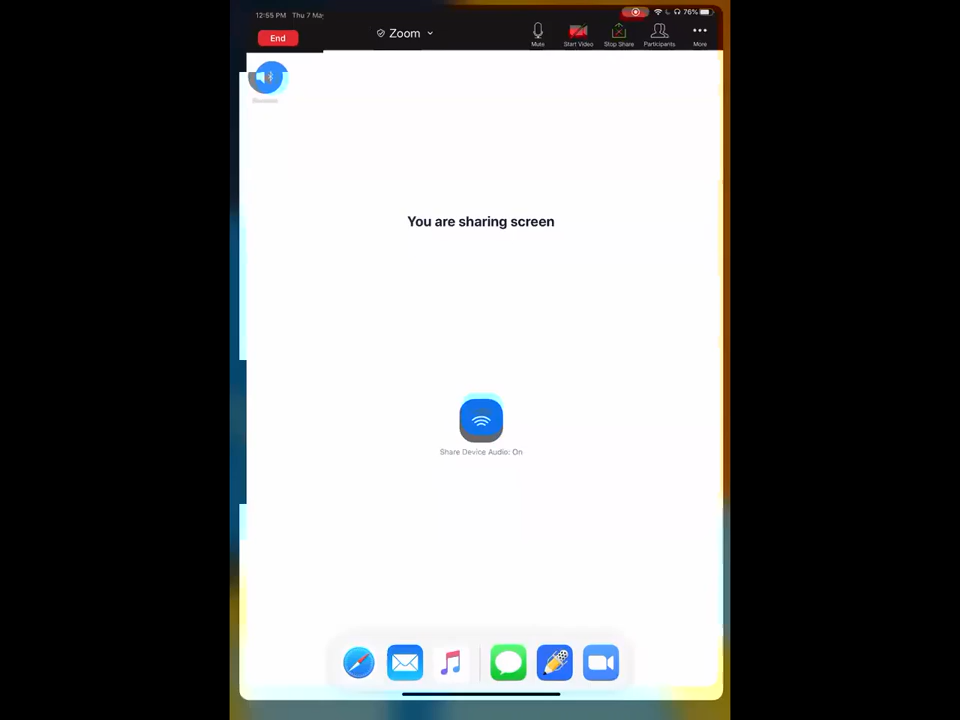 12:55 PM Thu 7 May
76%
End
Zoom
Mute
Start Video
Stop Share
Participants
More
You are sharing screen
Share Device Audio: On